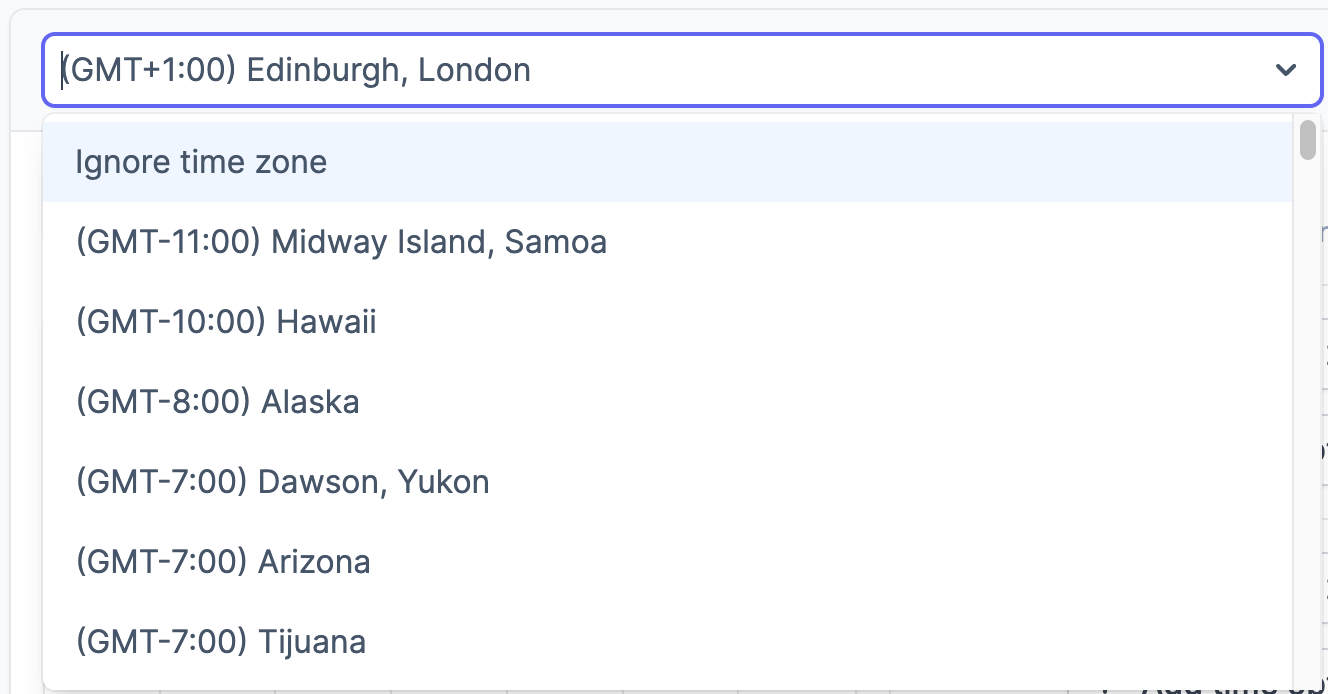 (GMT+1:00) Edinburgh, London
Ignore time zone
(GMT-11:00) Midway Island, Samoa
(GMT-10:00) Hawaii
(GMT-8:00) Alaska
(GMT-7:00) Dawson, Yukon
(GMT-7:00) Arizona
(GMT-7:00) Tijuana